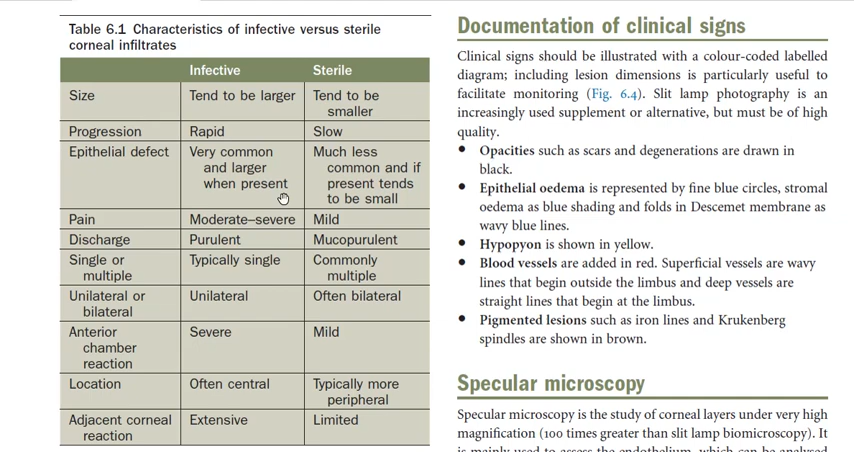 Table 6.1 Characteristics of infective versus sterile
corneal infiltrates
Infective Sterile
Size Tend to be larger Tend to be
smaller
Progression Rapid Slow
Epithelial defect Very common Much less
and larger common and if
when present present tends
to be small
Pain Moderate–severe Mild
Discharge Purulent Mucopurulent
Single or Typically single Commonly
multiple multiple
Unilateral or Unilateral Often bilateral
bilateral
Anterior Severe Mild
chamber
reaction
Location Often central Typically more
peripheral
Adjacent corneal Extensive Limited
reaction
Documentation of clinical signs
Clinical signs should be illustrated with a colour-coded labelled
diagram; including lesion dimensions is particularly useful to
facilitate monitoring (Fig. 6.4). Slit lamp photography is an
increasingly used supplement or alternative, but must be of high
quality.
• Opacities such as scars and degenerations are drawn in
black.
• Epithelial oedema is represented by fine blue circles, stromal
oedema as blue shading and folds in Descemet membrane as
wavy blue lines.
• Hypopyon is shown in yellow.
• Blood vessels are added in red. Superficial vessels are wavy
lines that begin outside the limbus and deep vessels are
straight lines that begin at the limbus.
• Pigmented lesions such as iron lines and Krukenberg
spindles are shown in brown.
Specular microscopy
Specular microscopy is the study of corneal layers under very high
magnification (100 times greater than slit lamp biomicroscopy). It
is mainly used to assess the endothelium, which can be analysed